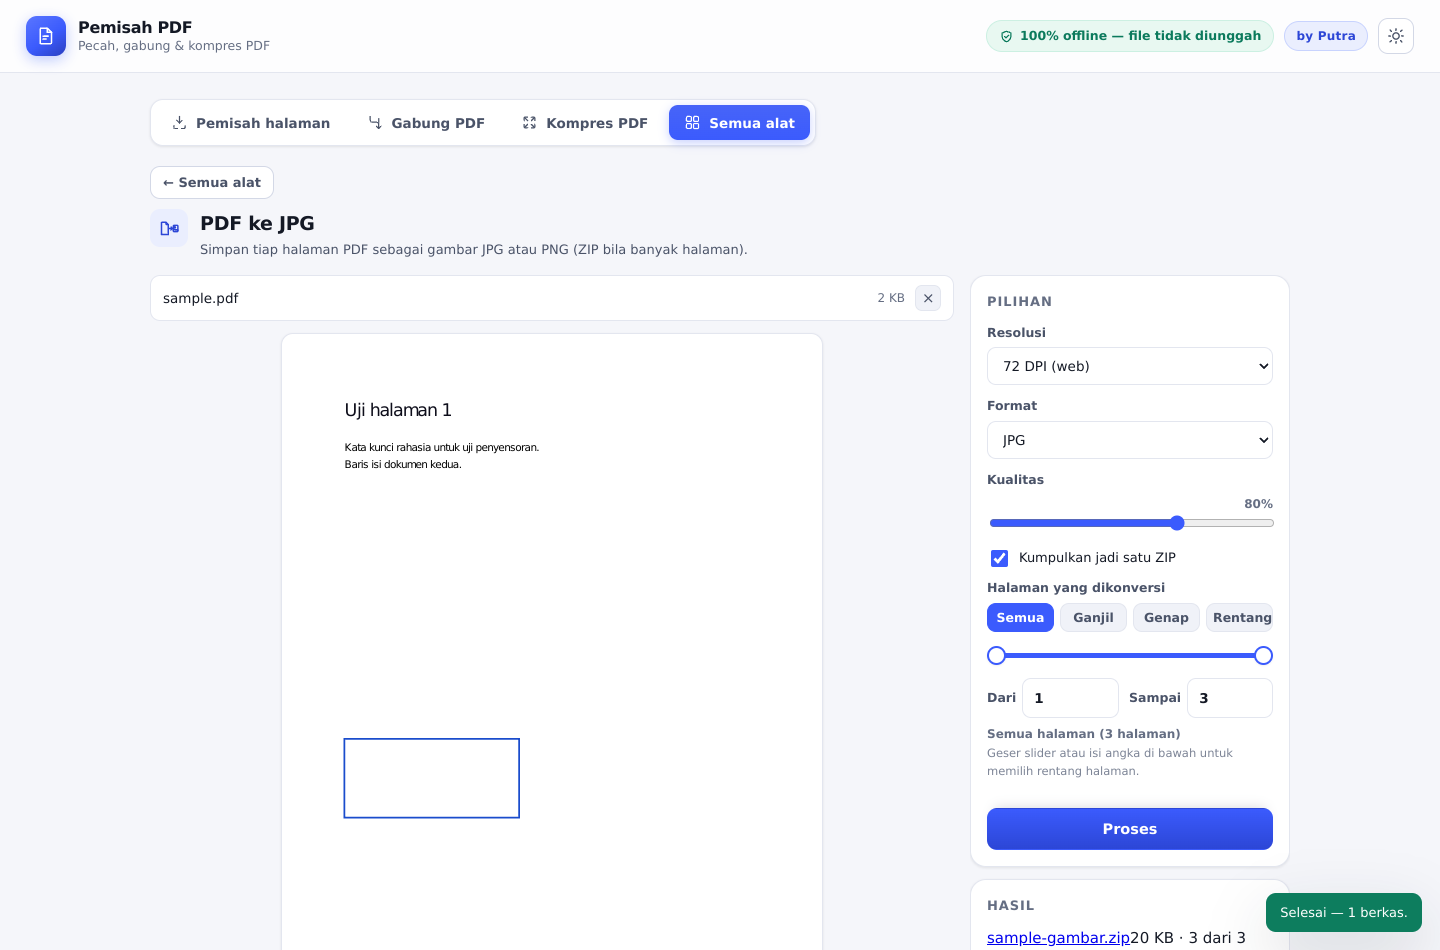 Pemisah PDF
Pecah, gabung & kompres PDF
100% offline — file tidak diunggah
by Putra
Pemisah halaman
Gabung PDF
Kompres PDF
Semua alat
← Semua alat
PDF ke JPG
Simpan tiap halaman PDF sebagai gambar JPG atau PNG (ZIP bila banyak halaman).
sample.pdf
2 KB
Uji halaman 1
Kata kunci rahasia untuk uji penyensoran.
Baris isi dokumen kedua.
PILIHAN
Resolusi
72 DPI (web)
Format
JPG
Kualitas
80%
Kumpulkan jadi satu ZIP
Halaman yang dikonversi
Semua
Ganjil
Genap
Rentang
Dari 1 Sampai 3
Semua halaman (3 halaman)
Geser slider atau isi angka di bawah untuk
memilih rentang halaman.
Proses
HASIL
sample-gambar.zip20 KB · 3 dari 3
Selesai — 1 berkas.